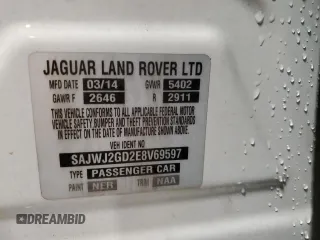 JAGUAR LAND ROVER LTD
MFD DATE 03/14 GVWR 5402
GAWR F 2646 R 2911
THIS VEHICLE CONFORMS TO ALL APPLICABLE FEDERAL MOTOR
VEHICLE SAFETY, BUMPER AND THEFT STANDARDS
IN EFFECT ON THE DATE OF MANUFACTURE
SHOWN ABOVE.
VEH IDENT NO
SAJWJ2GD2E8V69597
TYPE PASSENGER CAR
PAINT NER TRIM NAA
©DREAMBID